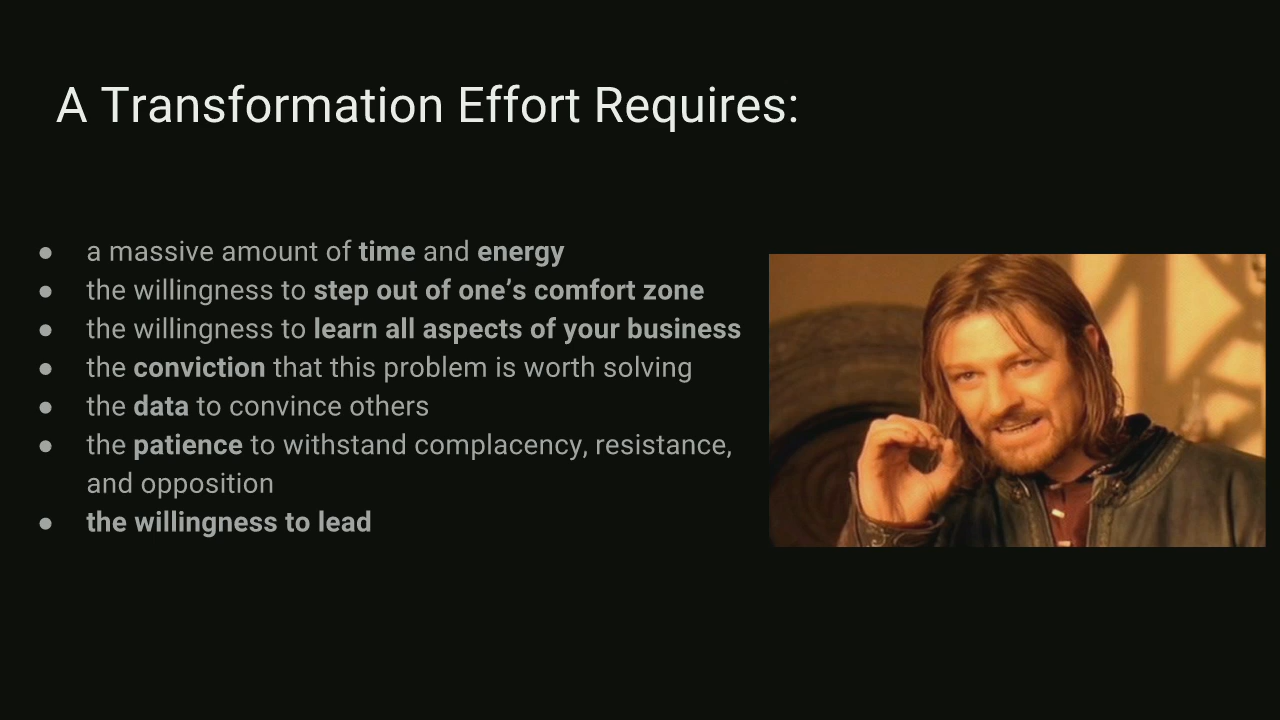 A Transformation Effort Requires:
● a massive amount of time and energy
● the willingness to step out of one’s comfort zone
● the willingness to learn all aspects of your business
● the conviction that this problem is worth solving
● the data to convince others
● the patience to withstand complacency, resistance,
and opposition
● the willingness to lead